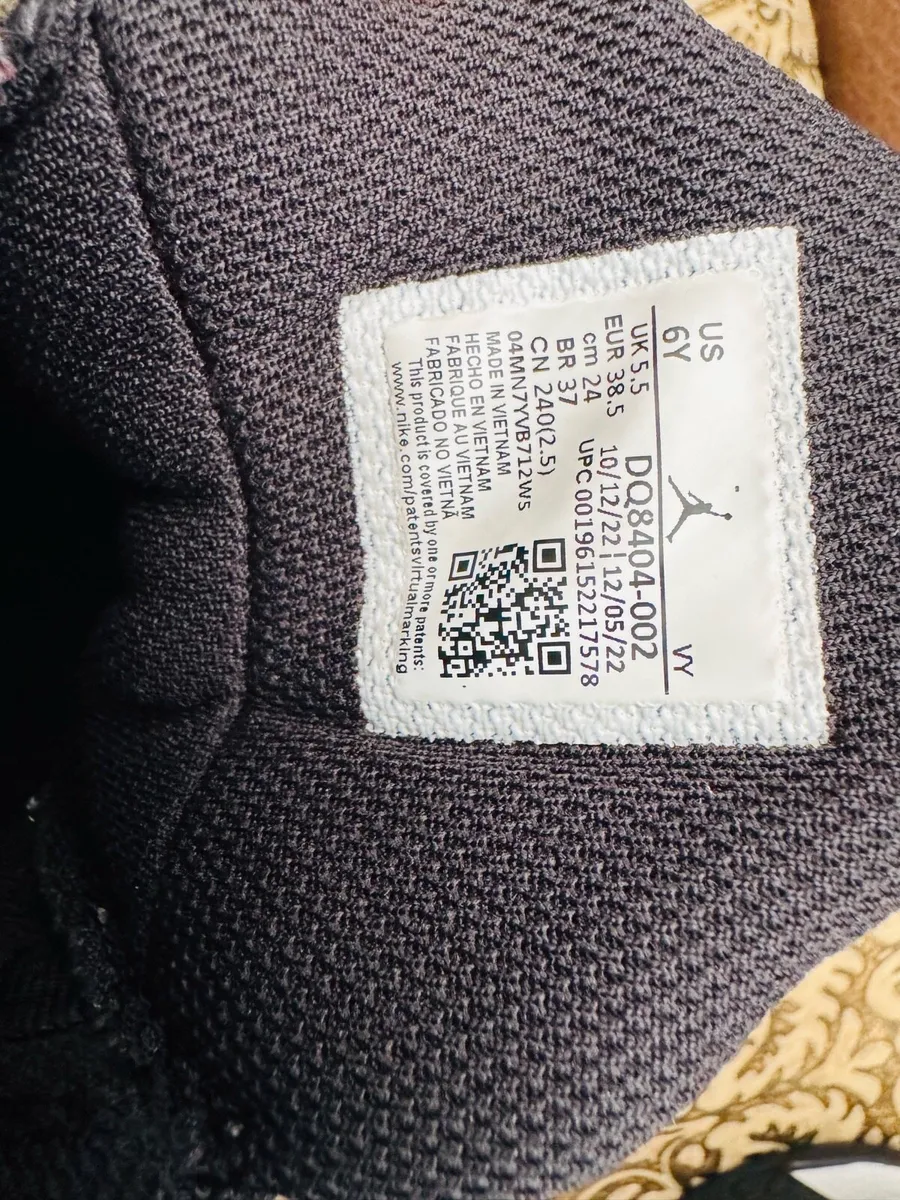 US
6Y
VY
UK 5.5
EUR 38.5
cm 24
BR 37
CN 240(2.5)
DQ8404-002
10/12/22 | 12/05/22
UPC 00196152217578
04MN7YVB712W5
MADE IN VIETNAM
HECHO EN VIETNAM
FABRIQUE AU VIETNAM
FABRICADO NO VIETNÃ
This product is covered by one or more patents:
www.nike.com/patentsvirtualmarking